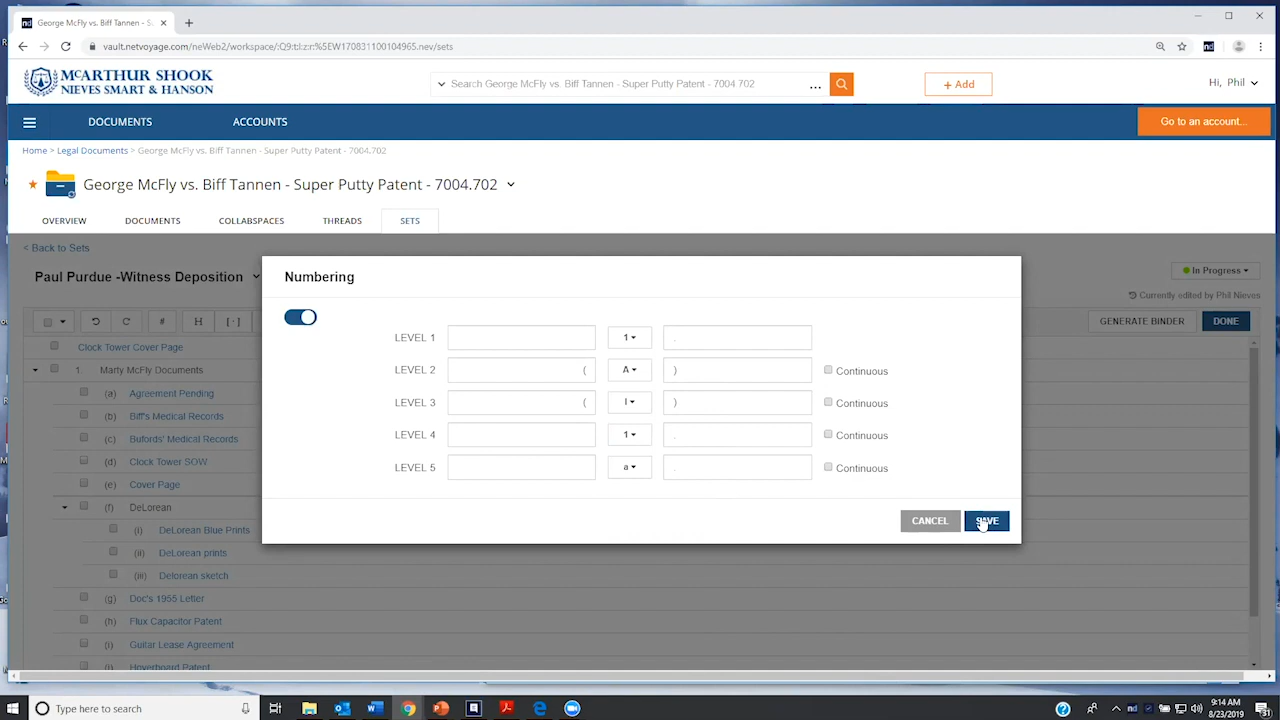 George McFly vs. Biff Tannen - S
vault.netvoyage.com/neWeb2/workspace/:Q9:t:l:z:r:%5EW170831100104965.nev/sets
MCARTHUR SHOOK
NIEVES SMART & HANSON
Search George McFly vs. Biff Tannen - Super Putty Patent - 7004 702
...
+ Add
Hi, Phil
DOCUMENTS
ACCOUNTS
Go to an account...
Home > Legal Documents > George McFly vs. Biff Tannen - Super Putty Patent - 7004.702
George McFly vs. Biff Tannen - Super Putty Patent - 7004.702
OVERVIEW
DOCUMENTS
COLLABSPACES
THREADS
SETS
< Back to Sets
Paul Purdue -Witness Deposition
In Progress
Currently edited by Phil Nieves
#
H
[·]
GENERATE BINDER
DONE
Numbering
LEVEL 1 1 .
LEVEL 2 ( A ) Continuous
LEVEL 3 ( I ) Continuous
LEVEL 4 1 . Continuous
LEVEL 5 a . Continuous
CANCEL
SAVE
Clock Tower Cover Page
1. Marty McFly Documents
(a) Agreement Pending
(b) Biff's Medical Records
(c) Bufords' Medical Records
(d) Clock Tower SOW
(e) Cover Page
(f) DeLorean
(i) DeLorean Blue Prints
(ii) DeLorean prints
(iii) Delorean sketch
(g) Doc's 1955 Letter
(h) Flux Capacitor Patent
(i) Guitar Lease Agreement
(j) Hoverboard Patent
Type here to search
nd
9:14 AM
8/23/2019